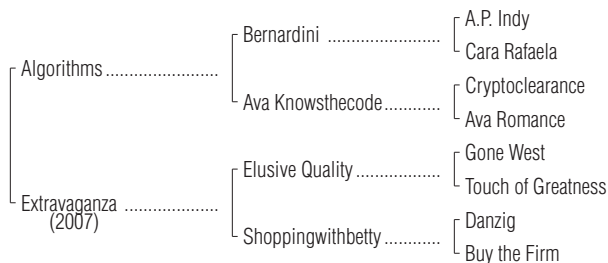 A.P. Indy
Bernardini ........................
Cara Rafaela
Algorithms ........................
Cryptoclearance
Ava Knowsthecode ..............
Ava Romance
Gone West
Elusive Quality ..................
Touch of Greatness
Extravaganza ....................
(2007)
Danzig
Shoppingwithbetty ............
Buy the Firm